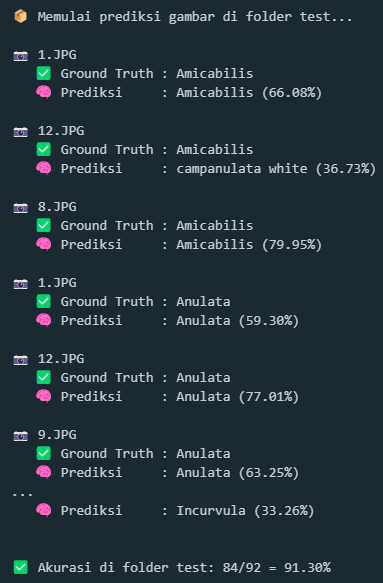 📦 Memulai prediksi gambar di folder test...
📷 1.JPG
✅ Ground Truth : Amicabilis
🧠 Prediksi : Amicabilis (66.08%)
📷 12.JPG
✅ Ground Truth : Amicabilis
🧠 Prediksi : campanulata white (36.73%)
📷 8.JPG
✅ Ground Truth : Amicabilis
🧠 Prediksi : Amicabilis (79.95%)
📷 1.JPG
✅ Ground Truth : Anulata
🧠 Prediksi : Anulata (59.30%)
📷 12.JPG
✅ Ground Truth : Anulata
🧠 Prediksi : Anulata (77.01%)
📷 9.JPG
✅ Ground Truth : Anulata
🧠 Prediksi : Anulata (63.25%)
...
🧠 Prediksi : Incurvula (33.26%)
✅ Akurasi di folder test: 84/92 = 91.30%